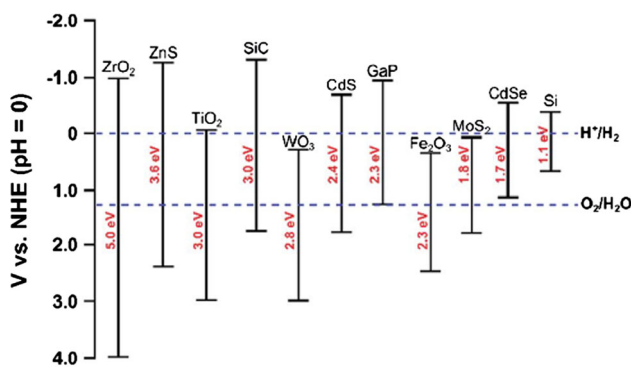 V vs. NHE (pH = 0)
-2.0
-1.0
0
1.0
2.0
3.0
4.0
ZrO₂
5.0 eV
ZnS
3.6 eV
TiO₂
3.0 eV
SiC
3.0 eV
WO₃
2.8 eV
CdS
2.4 eV
GaP
2.3 eV
Fe₂O₃
2.3 eV
MoS₂
1.8 eV
CdSe
1.7 eV
Si
1.1 eV
H⁺/H₂
O₂/H₂O